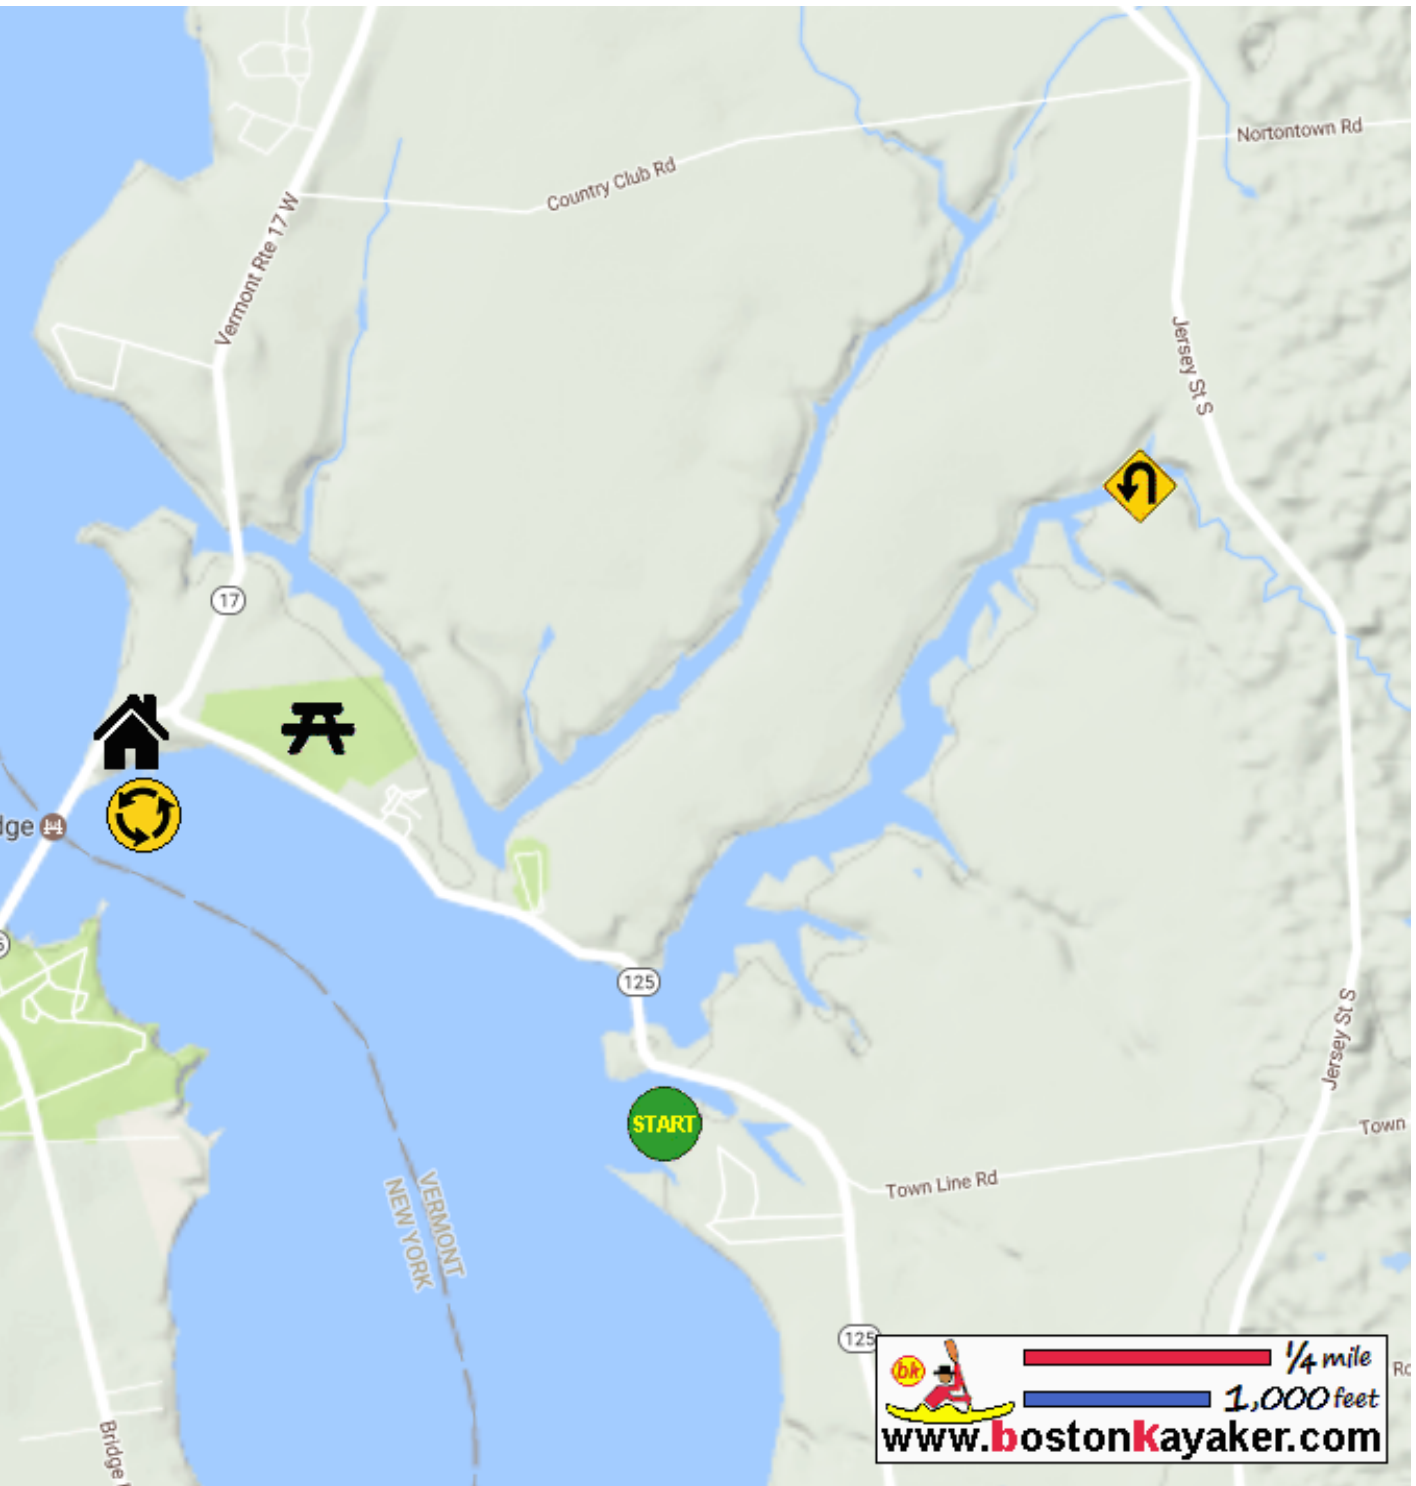 Nortontown Rd
Country Club Rd
Vermont Rte 17 W
Jersey St S
17
dge
125
Jersey St S
START
Town
Town Line Rd
VERMONT
NEW YORK
125
bk
¼ mile
1,000 feet
www.bostonkayaker.com
Bridge